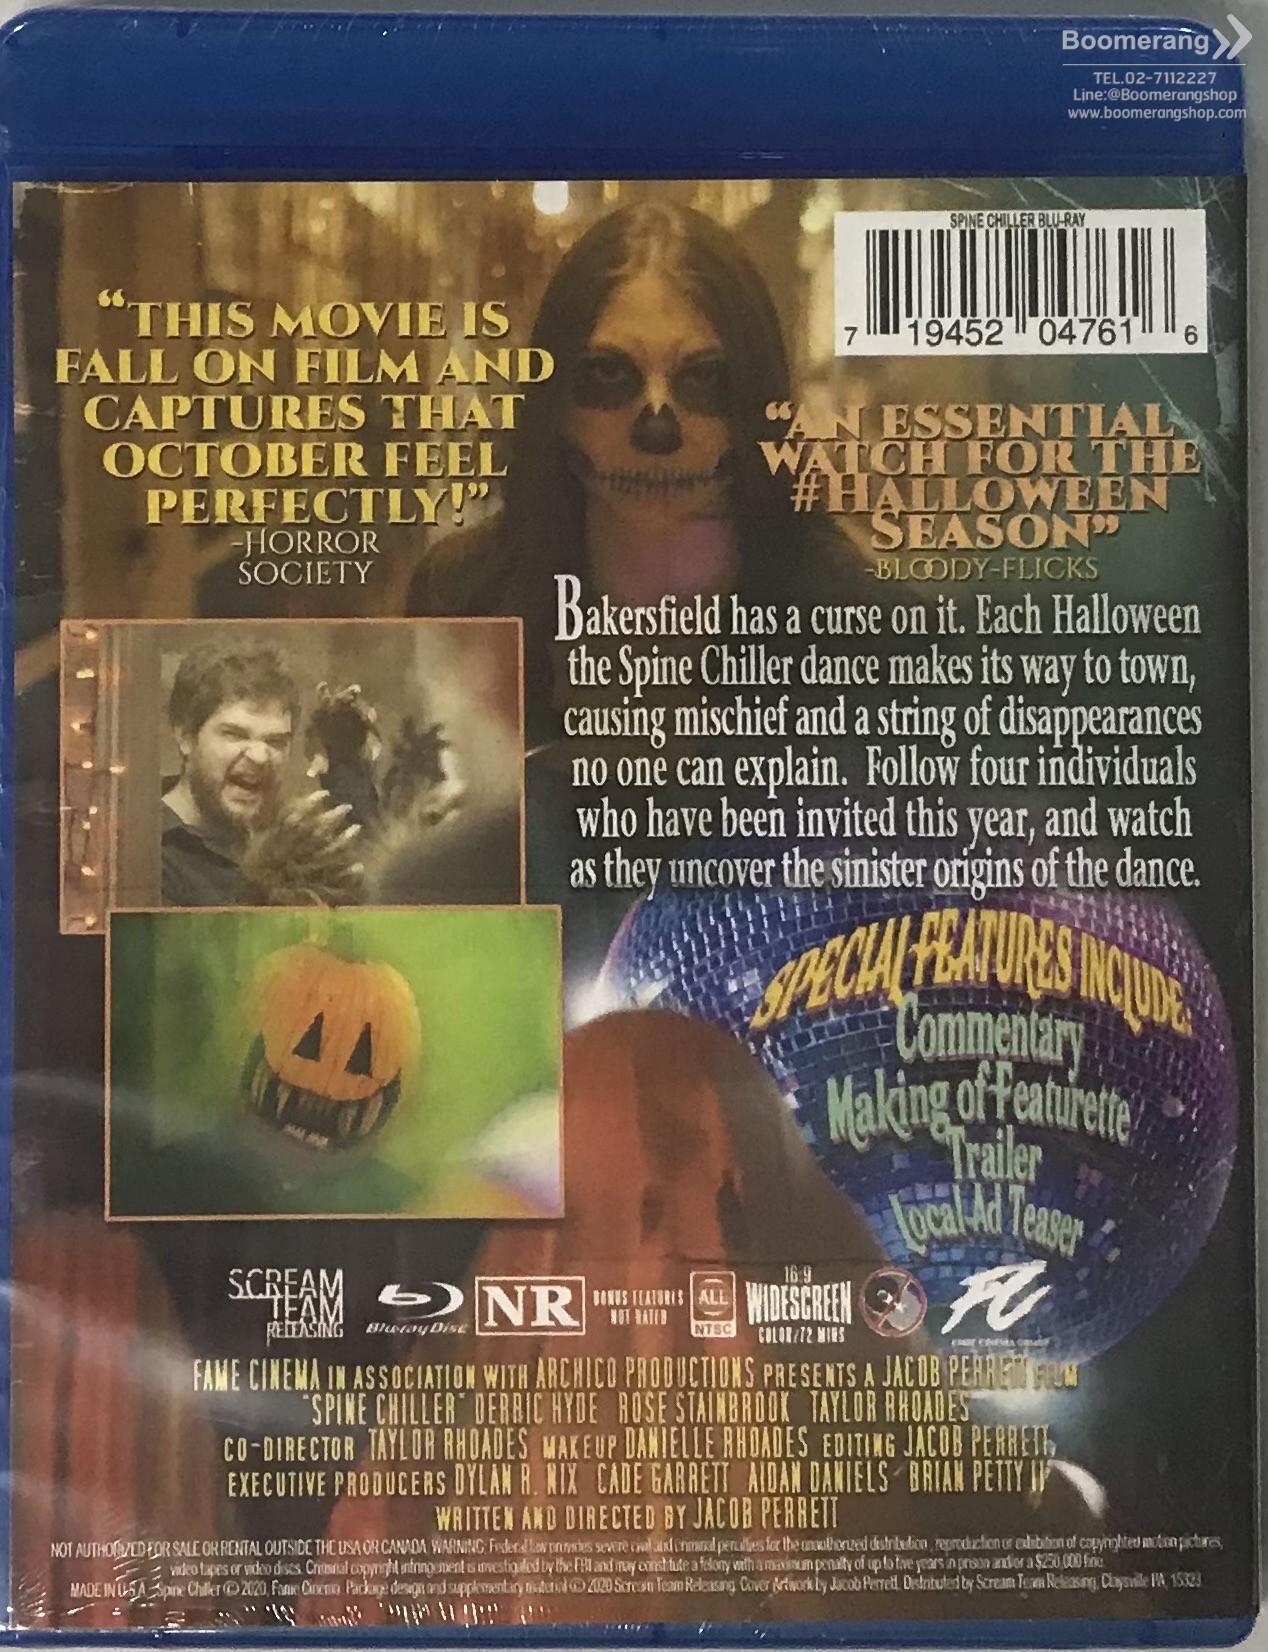 Boomerang
TEL.02-7112227
Line:@Boomerangshop
www.boomerangshop.com
SPINE CHILLER BLU-RAY
7 19452 04761 6
“THIS MOVIE IS
FALL ON FILM AND
CAPTURES THAT
OCTOBER FEEL
PERFECTLY!”
-HORROR
SOCIETY
“AN ESSENTIAL
WATCH FOR THE
#HALLOWEEN
SEASON”
-BLOODY-FLICKS
Bakersfield has a curse on it. Each Halloween
the Spine Chiller dance makes its way to town,
causing mischief and a string of disappearances
no one can explain. Follow four individuals
who have been invited this year, and watch
as they uncover the sinister origins of the dance.
SPECIAL FEATURES INCLUDE:
Commentary
Making of Featurette
Trailer
Local Ad Teaser
SCREAM
TEAM
RELEASING
Blu-ray Disc
NR
BONUS FEATURES
NOT RATED
ALL
NTSC
16:9
WIDESCREEN
COLOR/72 MINS
FC
FAME CINEMA IN ASSOCIATION WITH ARCHICO PRODUCTIONS PRESENTS A JACOB PERRETT FILM
"SPINE CHILLER" DERRIC HYDE ROSE STAINBROOK TAYLOR RHOADES
CO-DIRECTOR TAYLOR RHOADES MAKEUP DANIELLE RHOADES EDITING JACOB PERRETT,
EXECUTIVE PRODUCERS DYLAN R. NIX CADE GARRETT AIDAN DANIELS BRIAN PETTY II
WRITTEN AND DIRECTED BY JACOB PERRETT
NOT AUTHORIZED FOR SALE OR RENTAL OUTSIDE THE USA OR CANADA. WARNING: Federal law provides severe civil and criminal penalties for the unauthorized distribution, reproduction or exhibition of copyrighted motion pictures,
video tapes or video discs. Criminal copyright infringement is investigated by the FBI and may constitute a felony with a maximum penalty of up to five years in prison and/or a $250,000 fine.
MADE IN U.S.A. Spine Chiller © 2020. Fame Cinema. Package design and supplementary material © 2020 Scream Team Releasing. Cover Artwork by Jacob Perrett. Distributed by Scream Team Releasing, Claysville PA, 15323